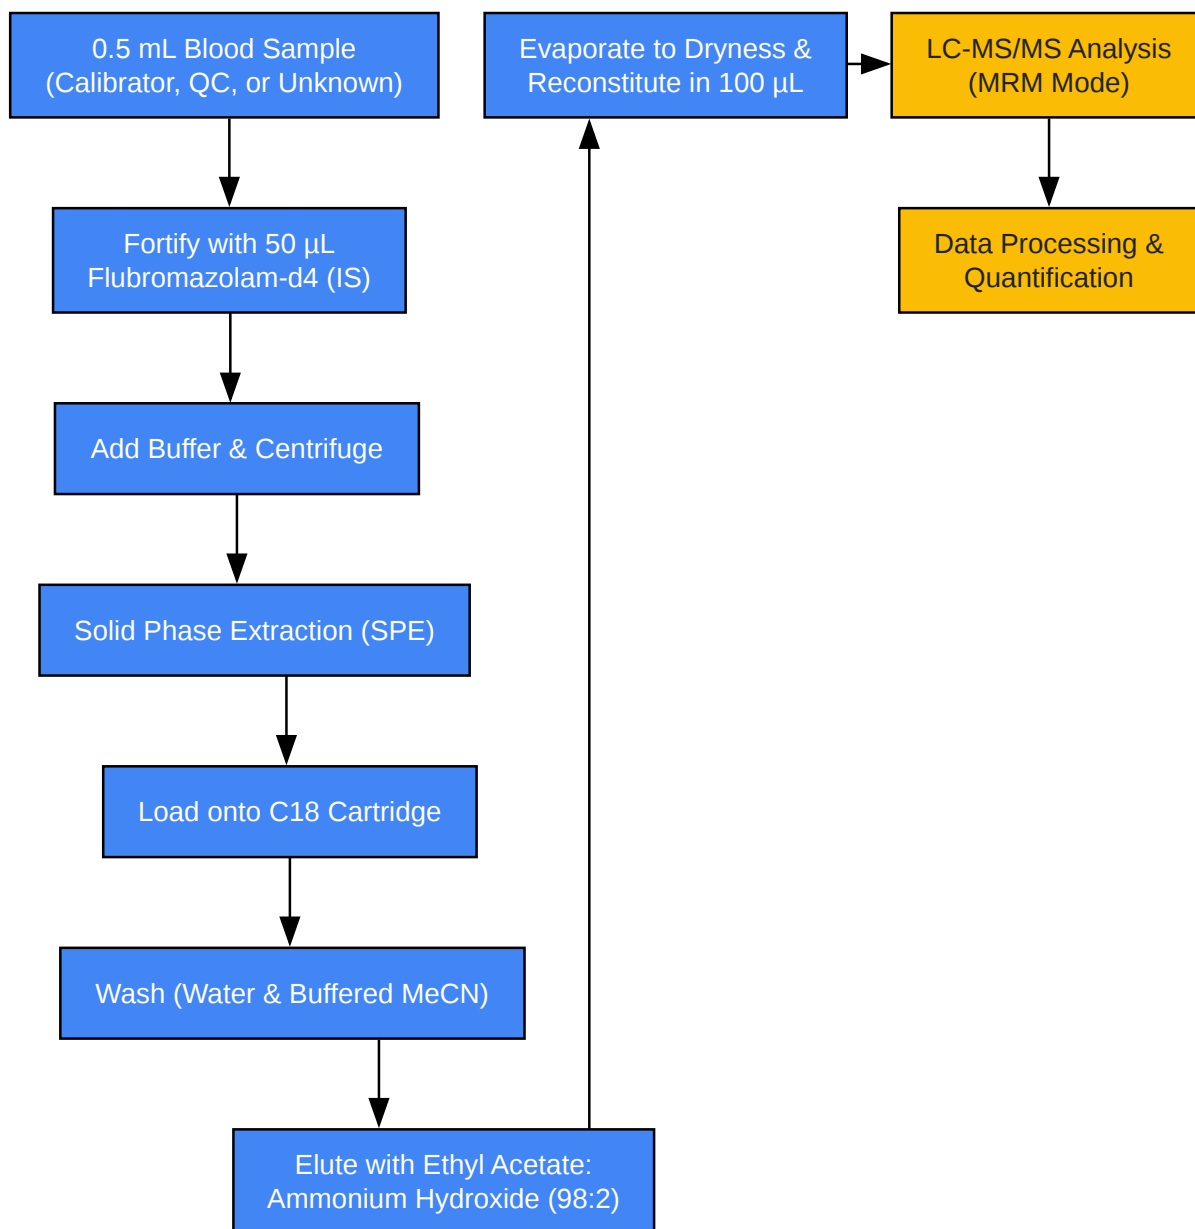 0.5 mL Blood Sample
(Calibrator, QC, or Unknown)
Fortify with 50 µL
Flubromazolam-d4 (IS)
Add Buffer & Centrifuge
Solid Phase Extraction (SPE)
Load onto C18 Cartridge
Wash (Water & Buffered MeCN)
Elute with Ethyl Acetate:
Ammonium Hydroxide (98:2)
Evaporate to Dryness &
Reconstitute in 100 µL
LC-MS/MS Analysis
(MRM Mode)
Data Processing &
Quantification